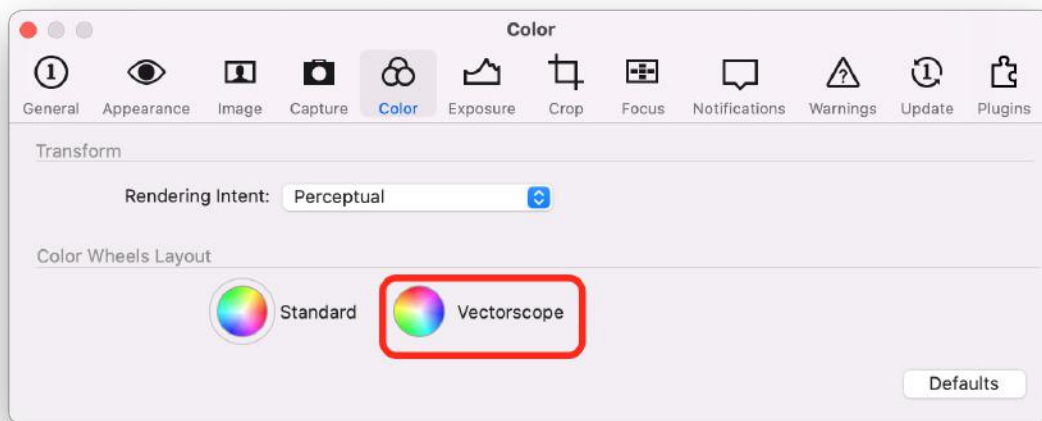 Color
General Appearance Image Capture Color Exposure Crop Focus Notifications Warnings Update Plugins
Transform
Rendering Intent: Perceptual
Color Wheels Layout
Standard Vectorscope
Defaults